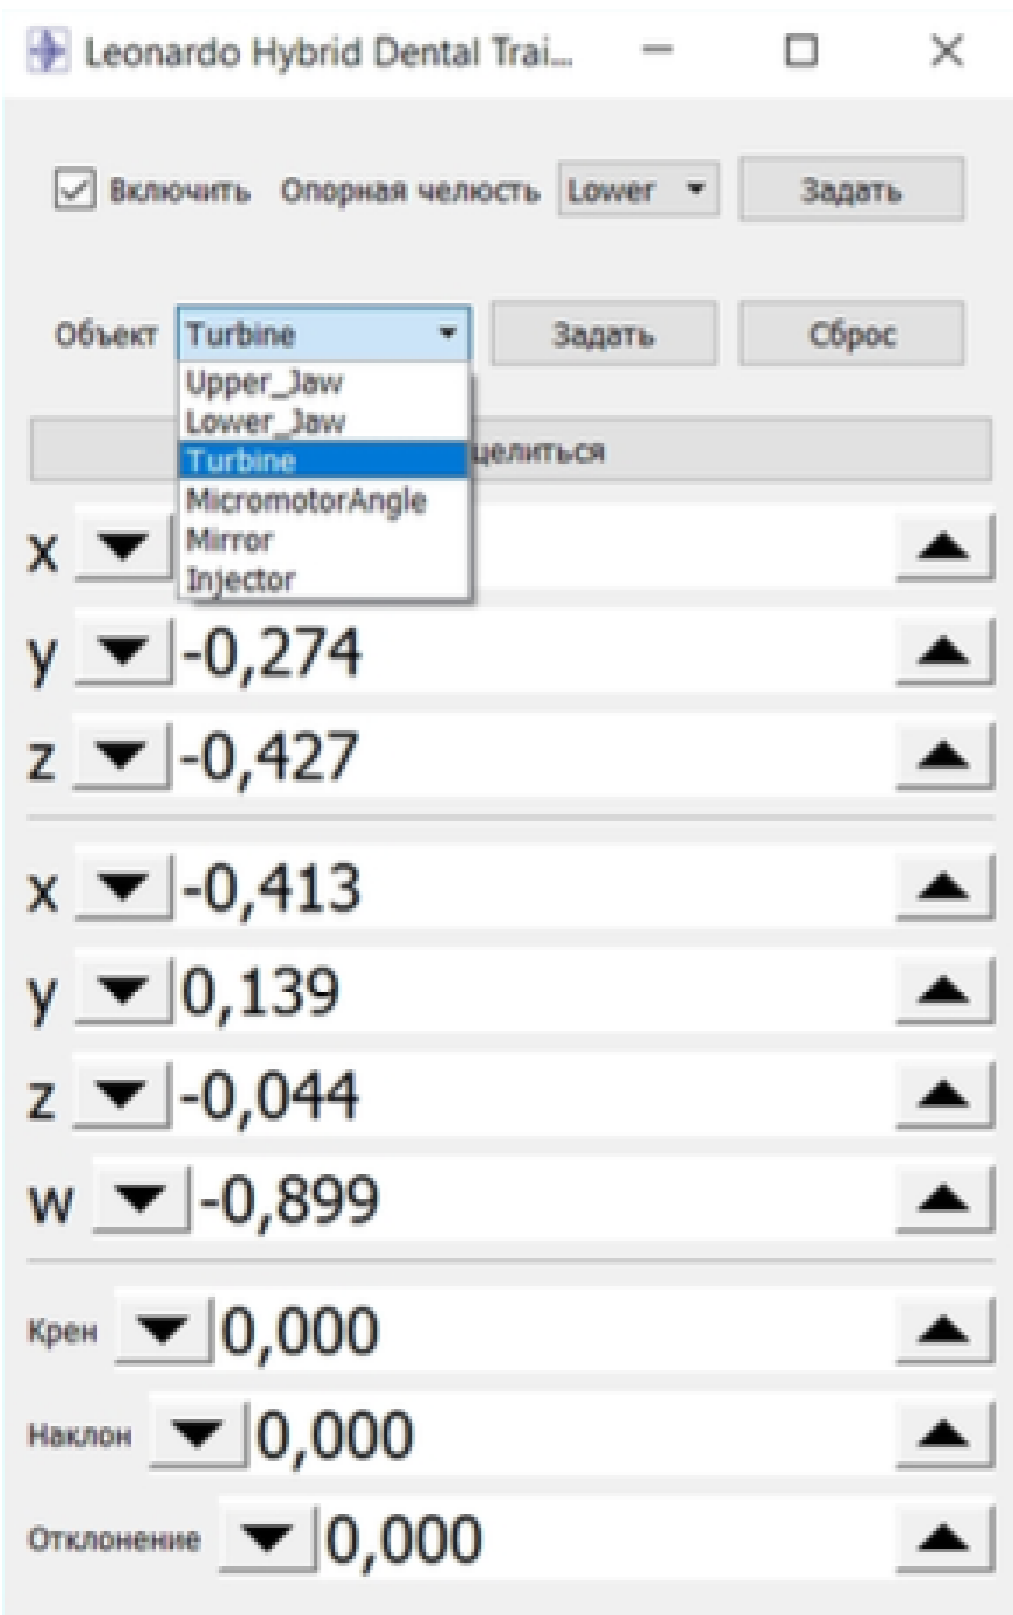 Leonardo Hybrid Dental Trai...
Включить Опорная челюсть Lower Задать
Объект Turbine Задать Сброс
Upper_Jaw
Lower_Jaw
Turbine
целиться
MicromotorAngle
Mirror
Injector
x
y -0,274
z -0,427
x -0,413
y 0,139
z -0,044
w -0,899
Крен 0,000
Наклон 0,000
Отклонение 0,000